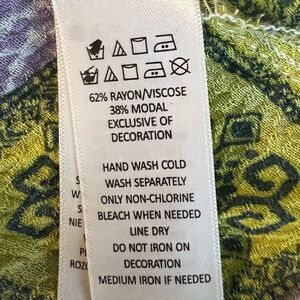 62% RAYON/VISCOSE
38% MODAL
EXCLUSIVE OF
DECORATION
HAND WASH COLD
WASH SEPARATELY
ONLY NON-CHLORINE
BLEACH WHEN NEEDED
LINE DRY
DO NOT IRON ON
DECORATION
MEDIUM IRON IF NEEDED